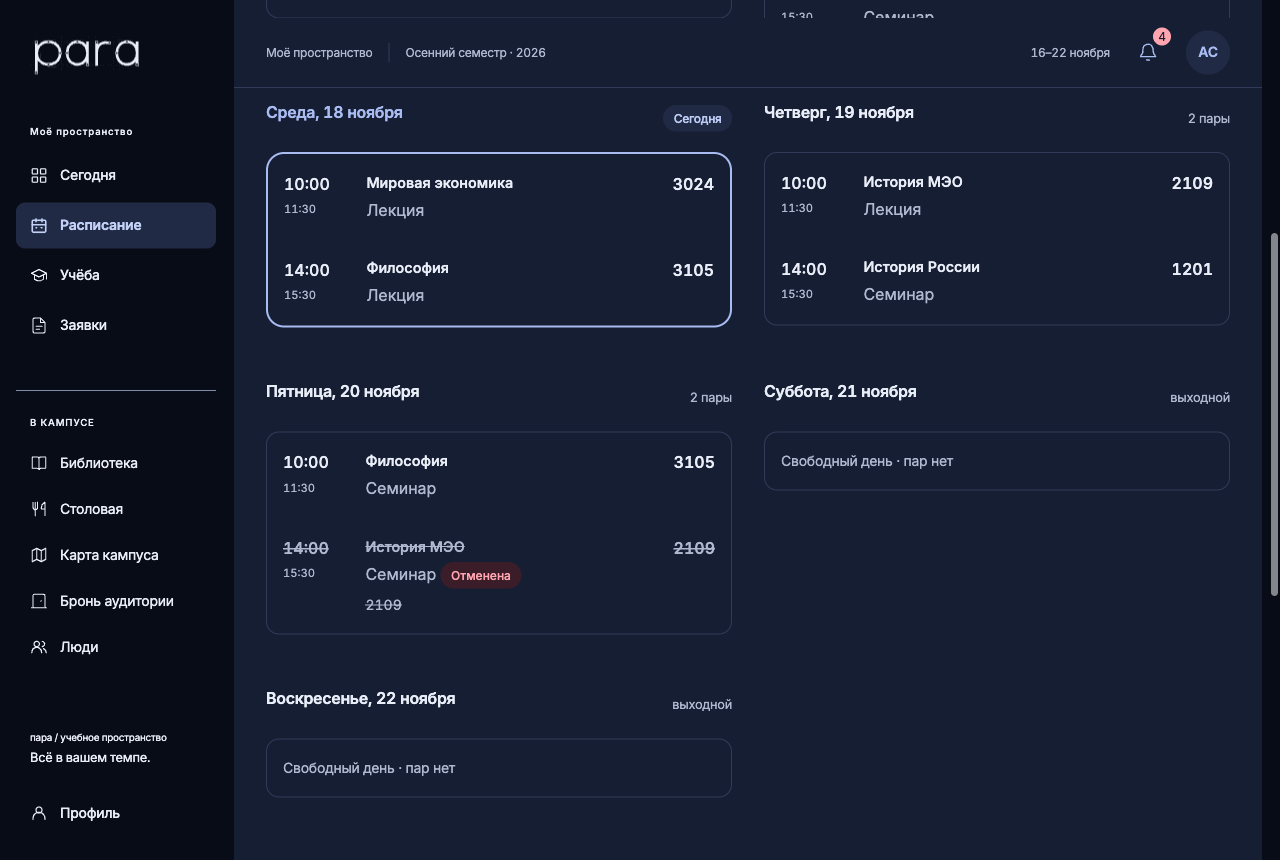 para
Моё пространство
Сегодня
Расписание
Учёба
Заявки
В КАМПУСЕ
Библиотека
Столовая
Карта кампуса
Бронь аудитории
Люди
пара / учебное пространство
Всё в вашем темпе.
Профиль
15:30 Семинар
Моё пространство Осенний семестр · 2026 16–22 ноября 4 АС
Среда, 18 ноября Сегодня
10:00 Мировая экономика 3024
11:30 Лекция
14:00 Философия 3105
15:30 Лекция
Четверг, 19 ноября 2 пары
10:00 История МЭО 2109
11:30 Лекция
14:00 История России 1201
15:30 Семинар
Пятница, 20 ноября 2 пары
10:00 Философия 3105
11:30 Семинар
14:00 История МЭО 2109
15:30 Семинар Отменена
2109
Суббота, 21 ноября выходной
Свободный день · пар нет
Воскресенье, 22 ноября выходной
Свободный день · пар нет